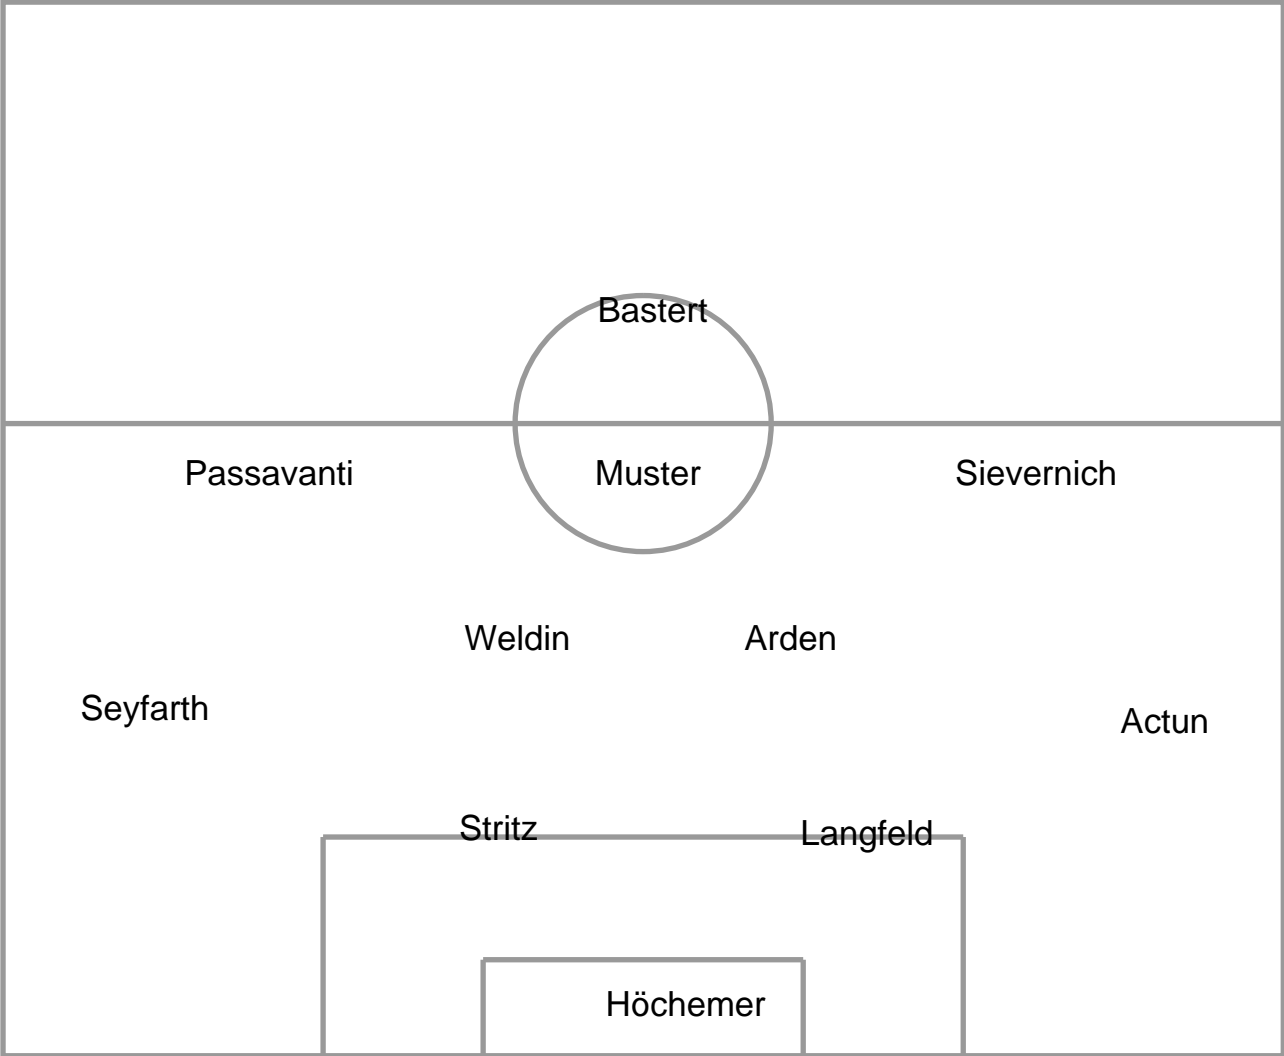 Bastert
Passavanti Muster Sievernich
Weldin Arden
Seyfarth
Actun
Stritz
Langfeld
Höchemer